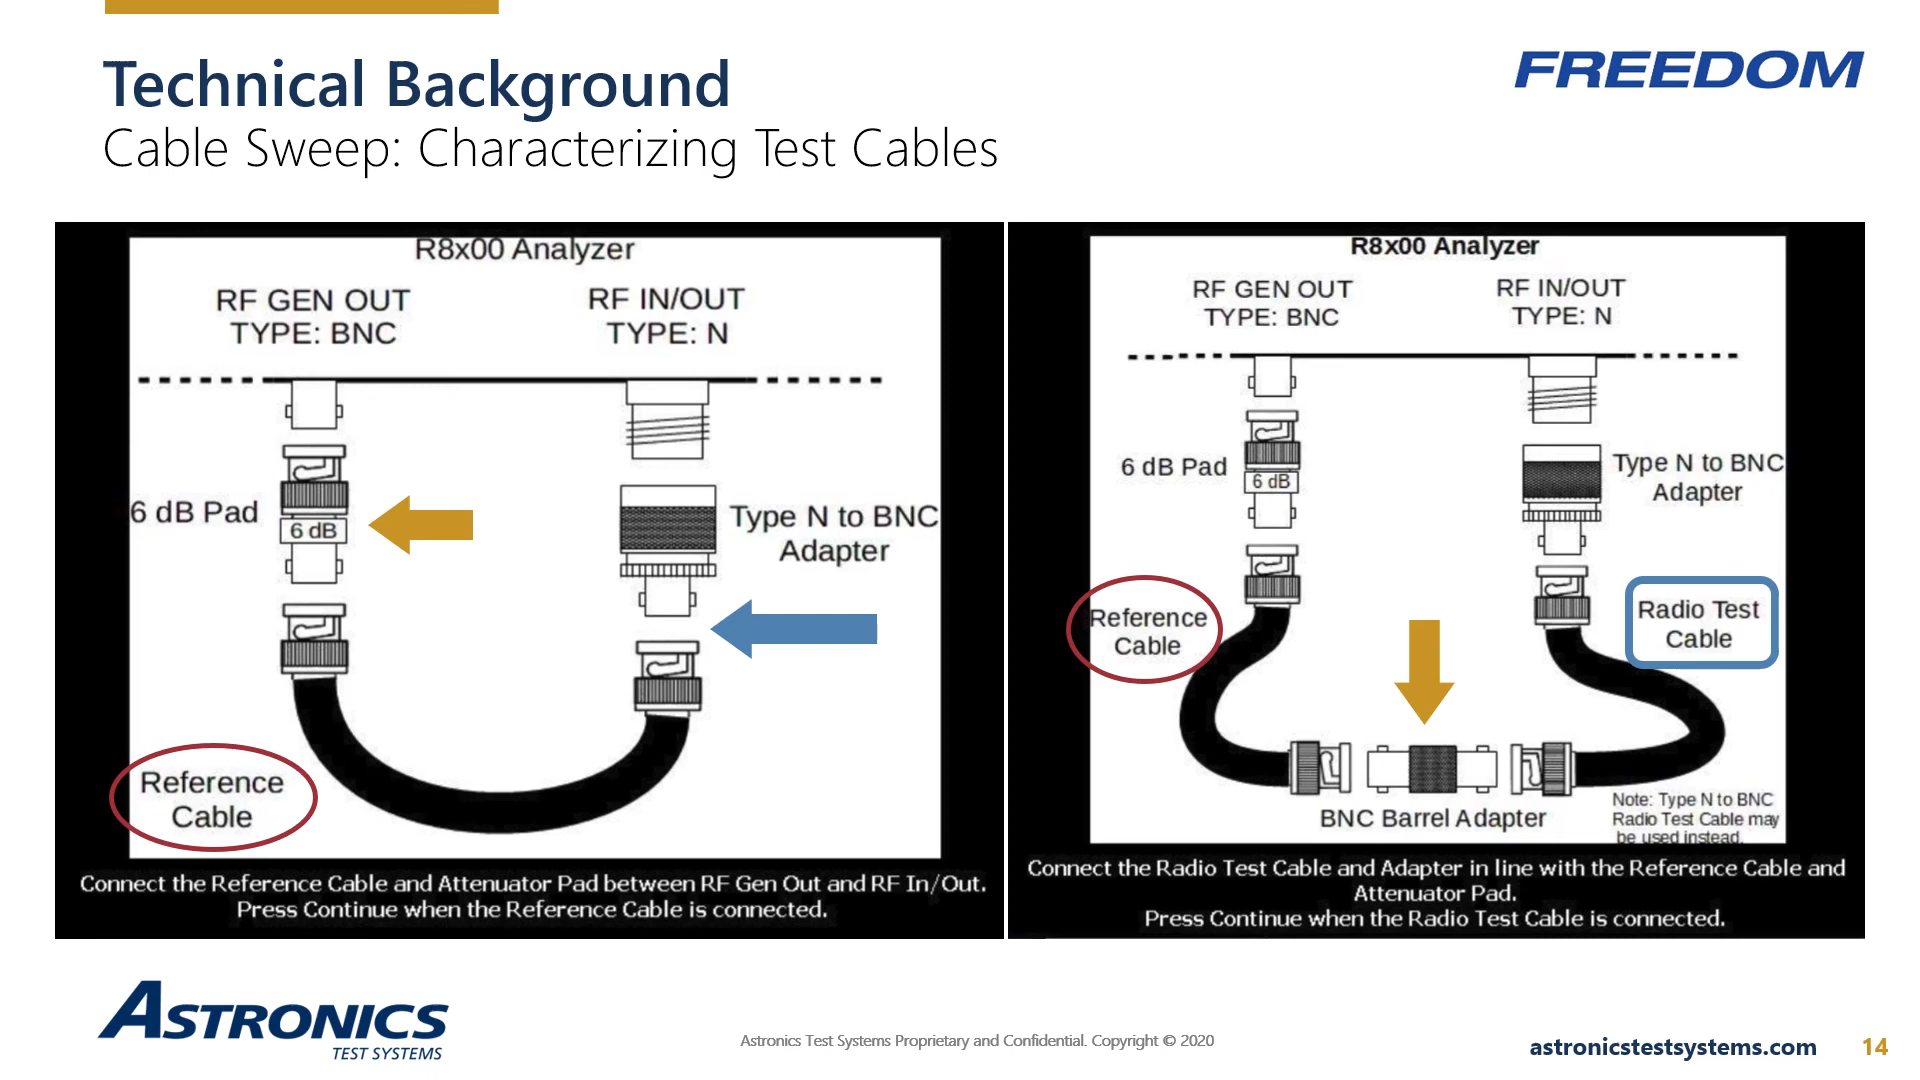 Technical Background
FREEDOM
Cable Sweep: Characterizing Test Cables
R8x00 Analyzer
RF GEN OUT
TYPE: BNC
RF IN/OUT
TYPE: N
6 dB Pad
6 dB
Type N to BNC
Adapter
Reference
Cable
Connect the Reference Cable and Attenuator Pad between RF Gen Out and RF In/Out.
Press Continue when the Reference Cable is connected.
R8x00 Analyzer
RF GEN OUT
TYPE: BNC
RF IN/OUT
TYPE: N
6 dB Pad
6 dB
Type N to BNC
Adapter
Reference
Cable
Radio Test
Cable
BNC Barrel Adapter
Note: Type N to BNC
Radio Test Cable may
be used instead.
Connect the Radio Test Cable and Adapter in line with the Reference Cable and
Attenuator Pad.
Press Continue when the Radio Test Cable is connected.
ASTRONICS
TEST SYSTEMS
Astronics Test Systems Proprietary and Confidential. Copyright © 2020
astronicstestsystems.com
14